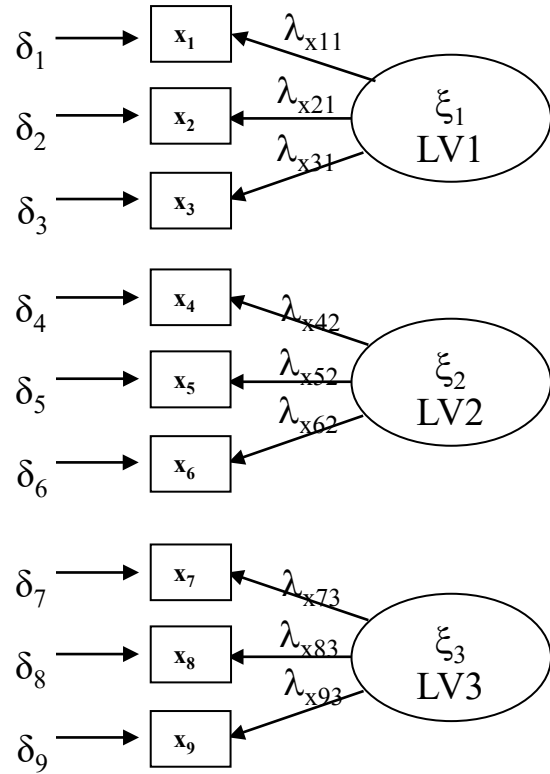 δ₁ x₁ λₓ₁₁
δ₂ x₂ λₓ₂₁ ξ₁
LV1
δ₃ x₃ λₓ₃₁
δ₄ x₄ λₓ₄₂
δ₅ x₅ λₓ₅₂ ξ₂
LV2
δ₆ x₆ λₓ₆₂
δ₇ x₇ λₓ₇₃
δ₈ x₈ λₓ₈₃ ξ₃
LV3
δ₉ x₉ λₓ₉₃